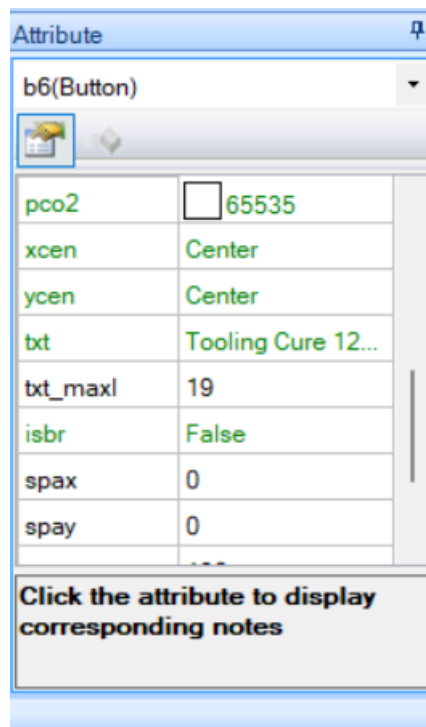 Attribute
b6(Button)
pco2 65535
xcen Center
ycen Center
txt Tooling Cure 12...
txt_maxl 19
isbr False
spax 0
spay 0
Click the attribute to display
corresponding notes